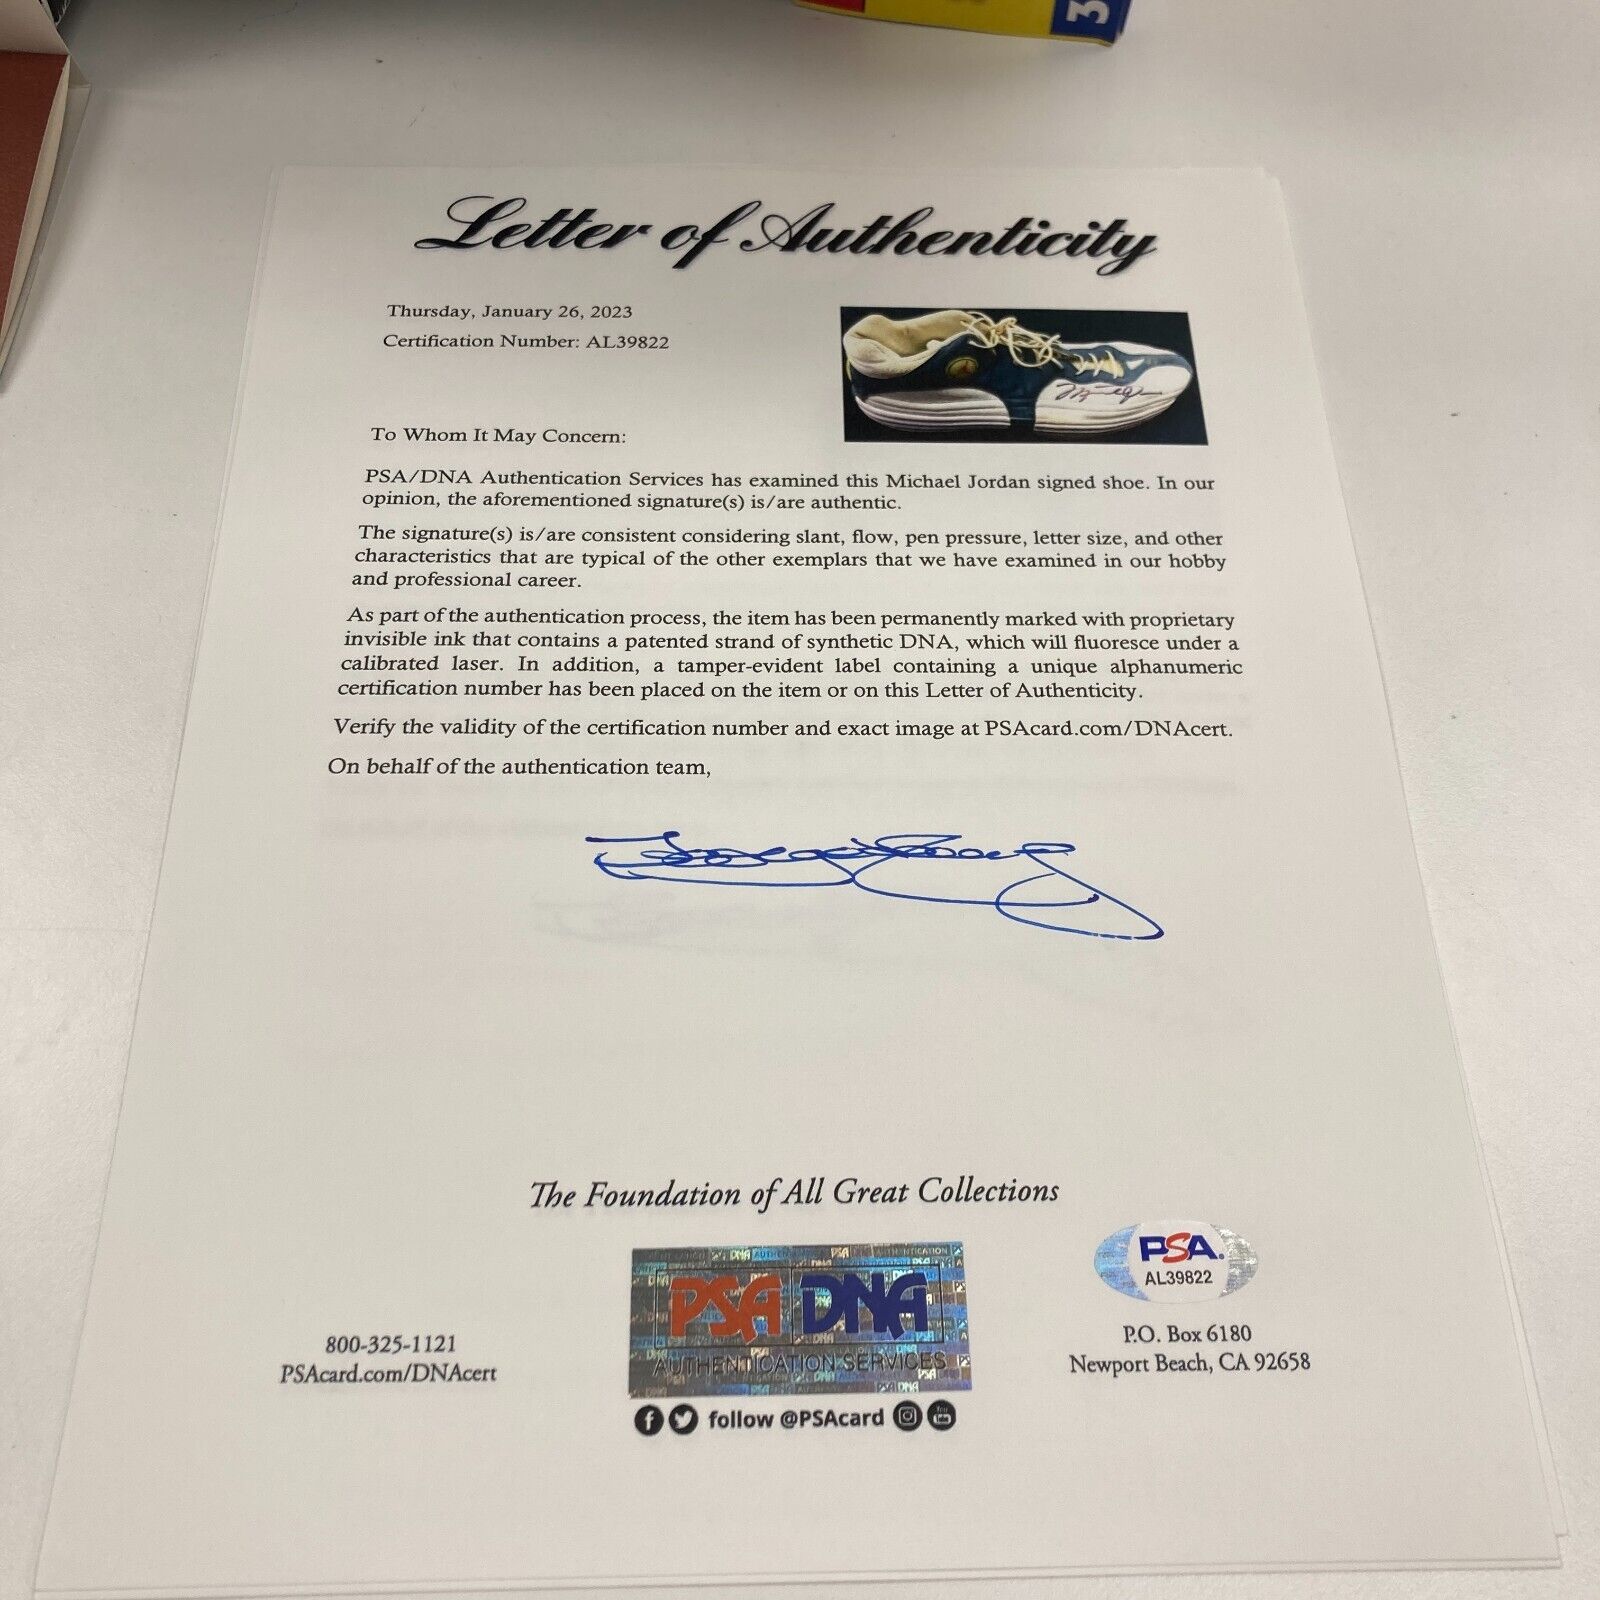 3
Letter of Authenticity
Thursday, January 26, 2023
Certification Number: AL39822
To Whom It May Concern:
PSA/DNA Authentication Services has examined this Michael Jordan signed shoe. In our
opinion, the aforementioned signature(s) is/are authentic.
The signature(s) is/are consistent considering slant, flow, pen pressure, letter size, and other
characteristics that are typical of the other exemplars that we have examined in our hobby
and professional career.
As part of the authentication process, the item has been permanently marked with proprietary
invisible ink that contains a patented strand of synthetic DNA, which will fluoresce under a
calibrated laser. In addition, a tamper-evident label containing a unique alphanumeric
certification number has been placed on the item or on this Letter of Authenticity.
Verify the validity of the certification number and exact image at PSAcard.com/DNAcert.
On behalf of the authentication team,
The Foundation of All Great Collections
PSA DNA
AUTHENTICATION SERVICES
follow @PSAcard
800-325-1121
PSAcard.com/DNAcert
PSA
AL39822
P.O. Box 6180
Newport Beach, CA 92658